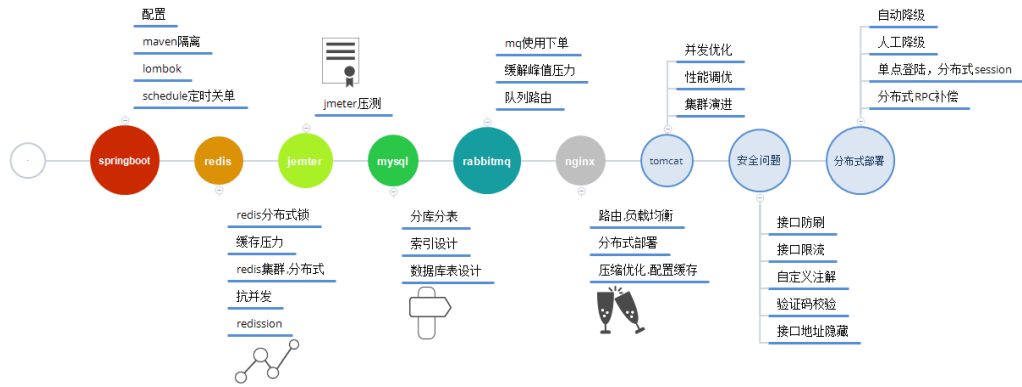 配置
maven隔离
lombok
schedule定时关单
springboot
redis
redis分布式锁
缓存压力
redis集群.分布式
抗并发
redission
jmeter压测
jemter
mysql
分库分表
索引设计
数据库表设计
mq使用下单
缓解峰值压力
队列路由
rabbitmq
nginx
路由.负载均衡
分布式部署
压缩优化.配置缓存
并发优化
性能调优
集群演进
tomcat
安全问题
接口防刷
接口限流
自定义注解
验证码校验
接口地址隐藏
自动降级
人工降级
单点登陆，分布式session
分布式RPC补偿
分布式部署